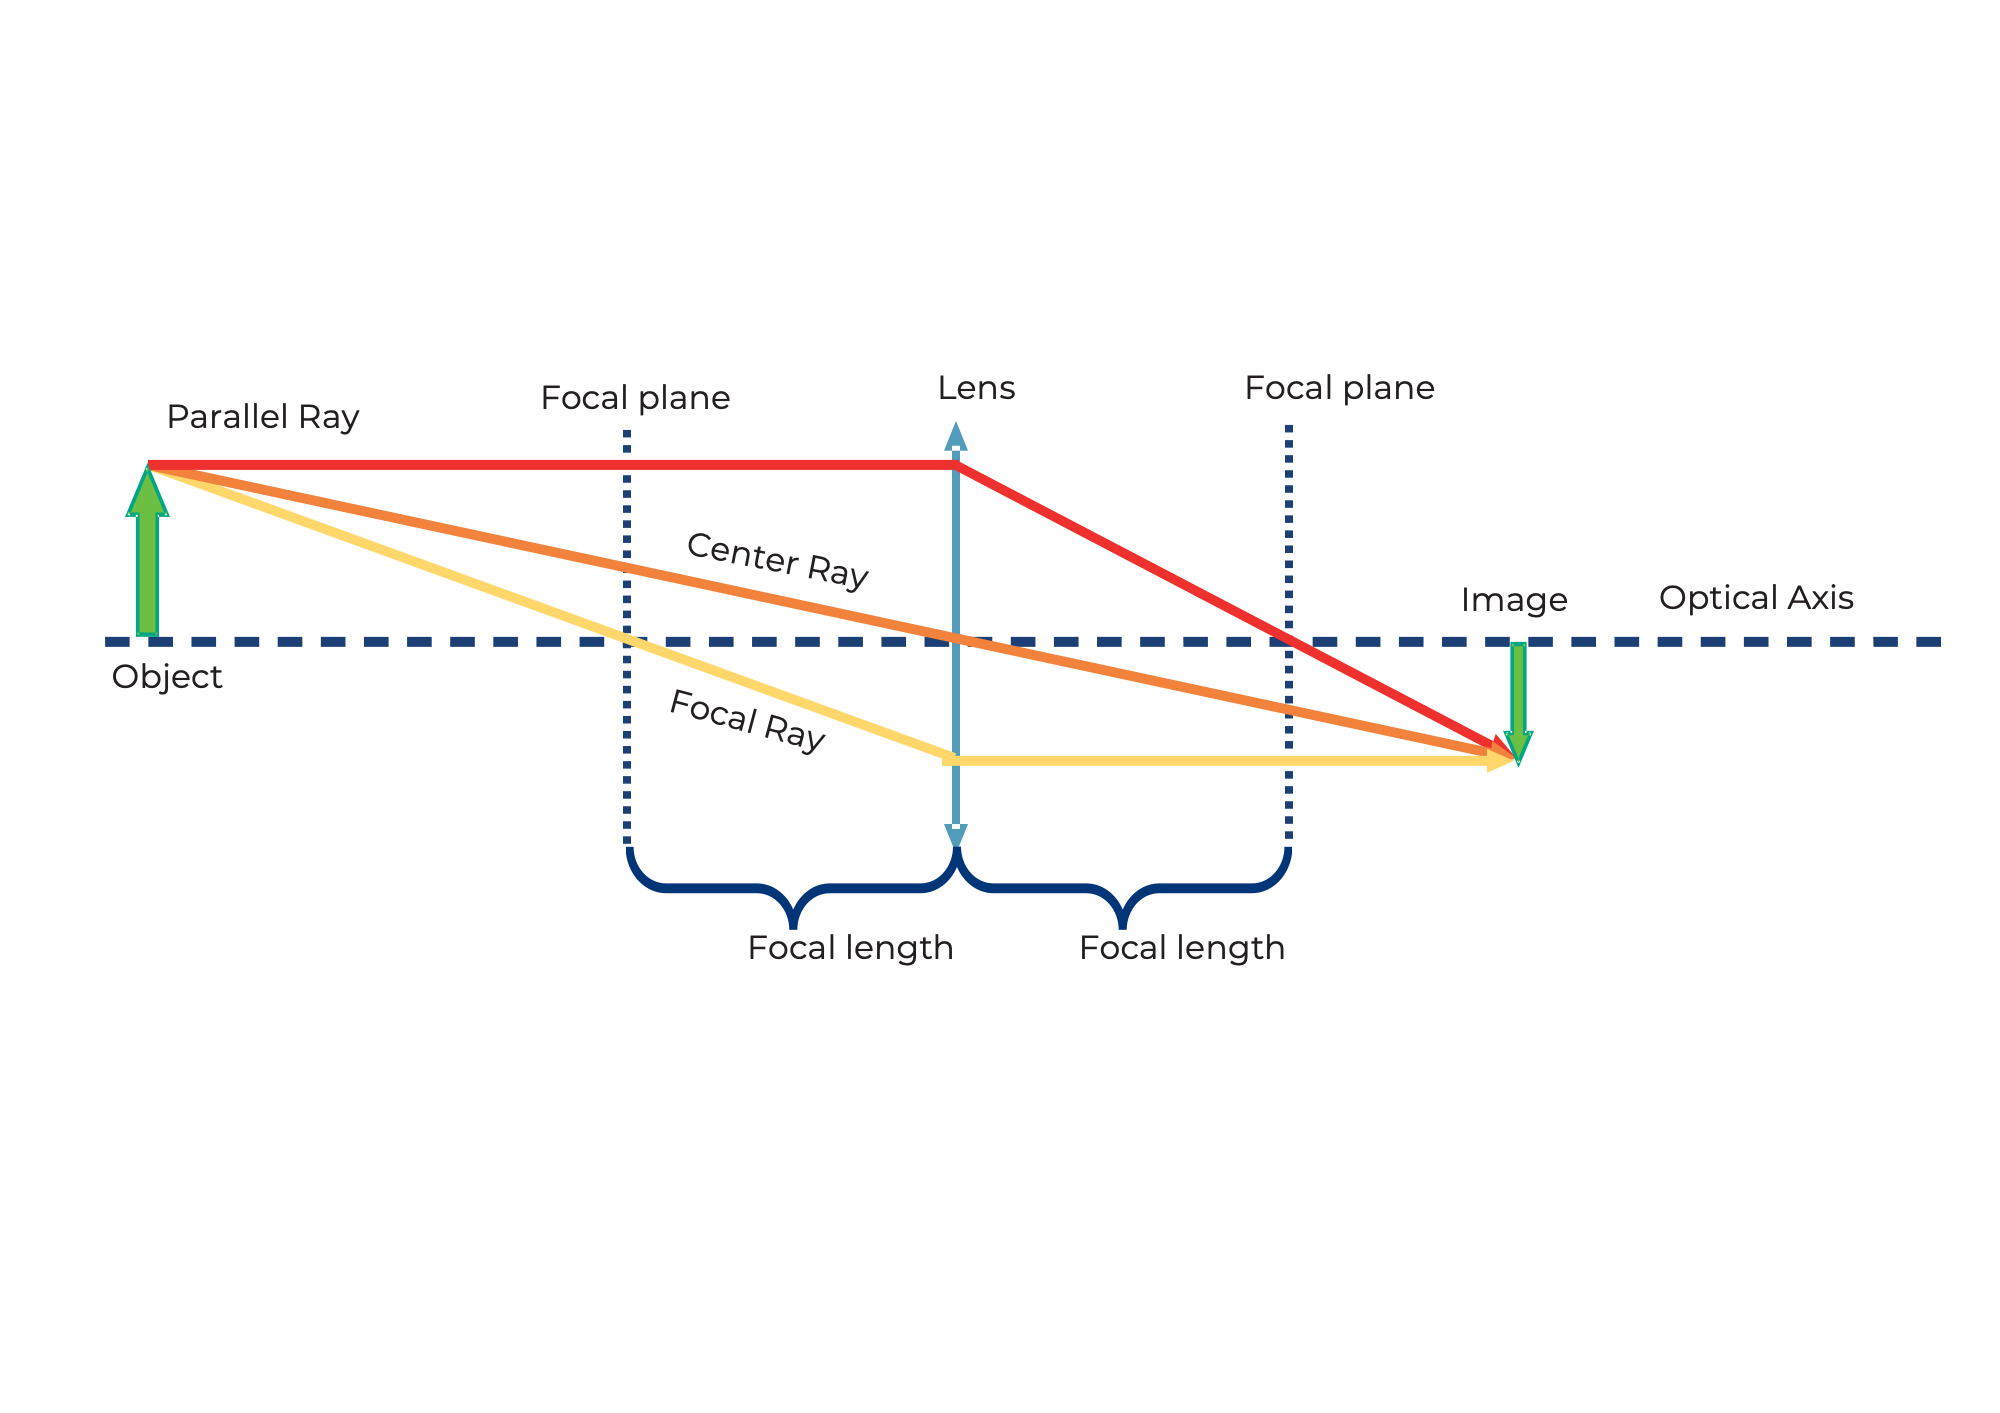 Lens
Focal plane
Focal plane
Parallel Ray
Center Ray
Image
Optical Axis
Object
Focal Ray
Focal length
Focal length